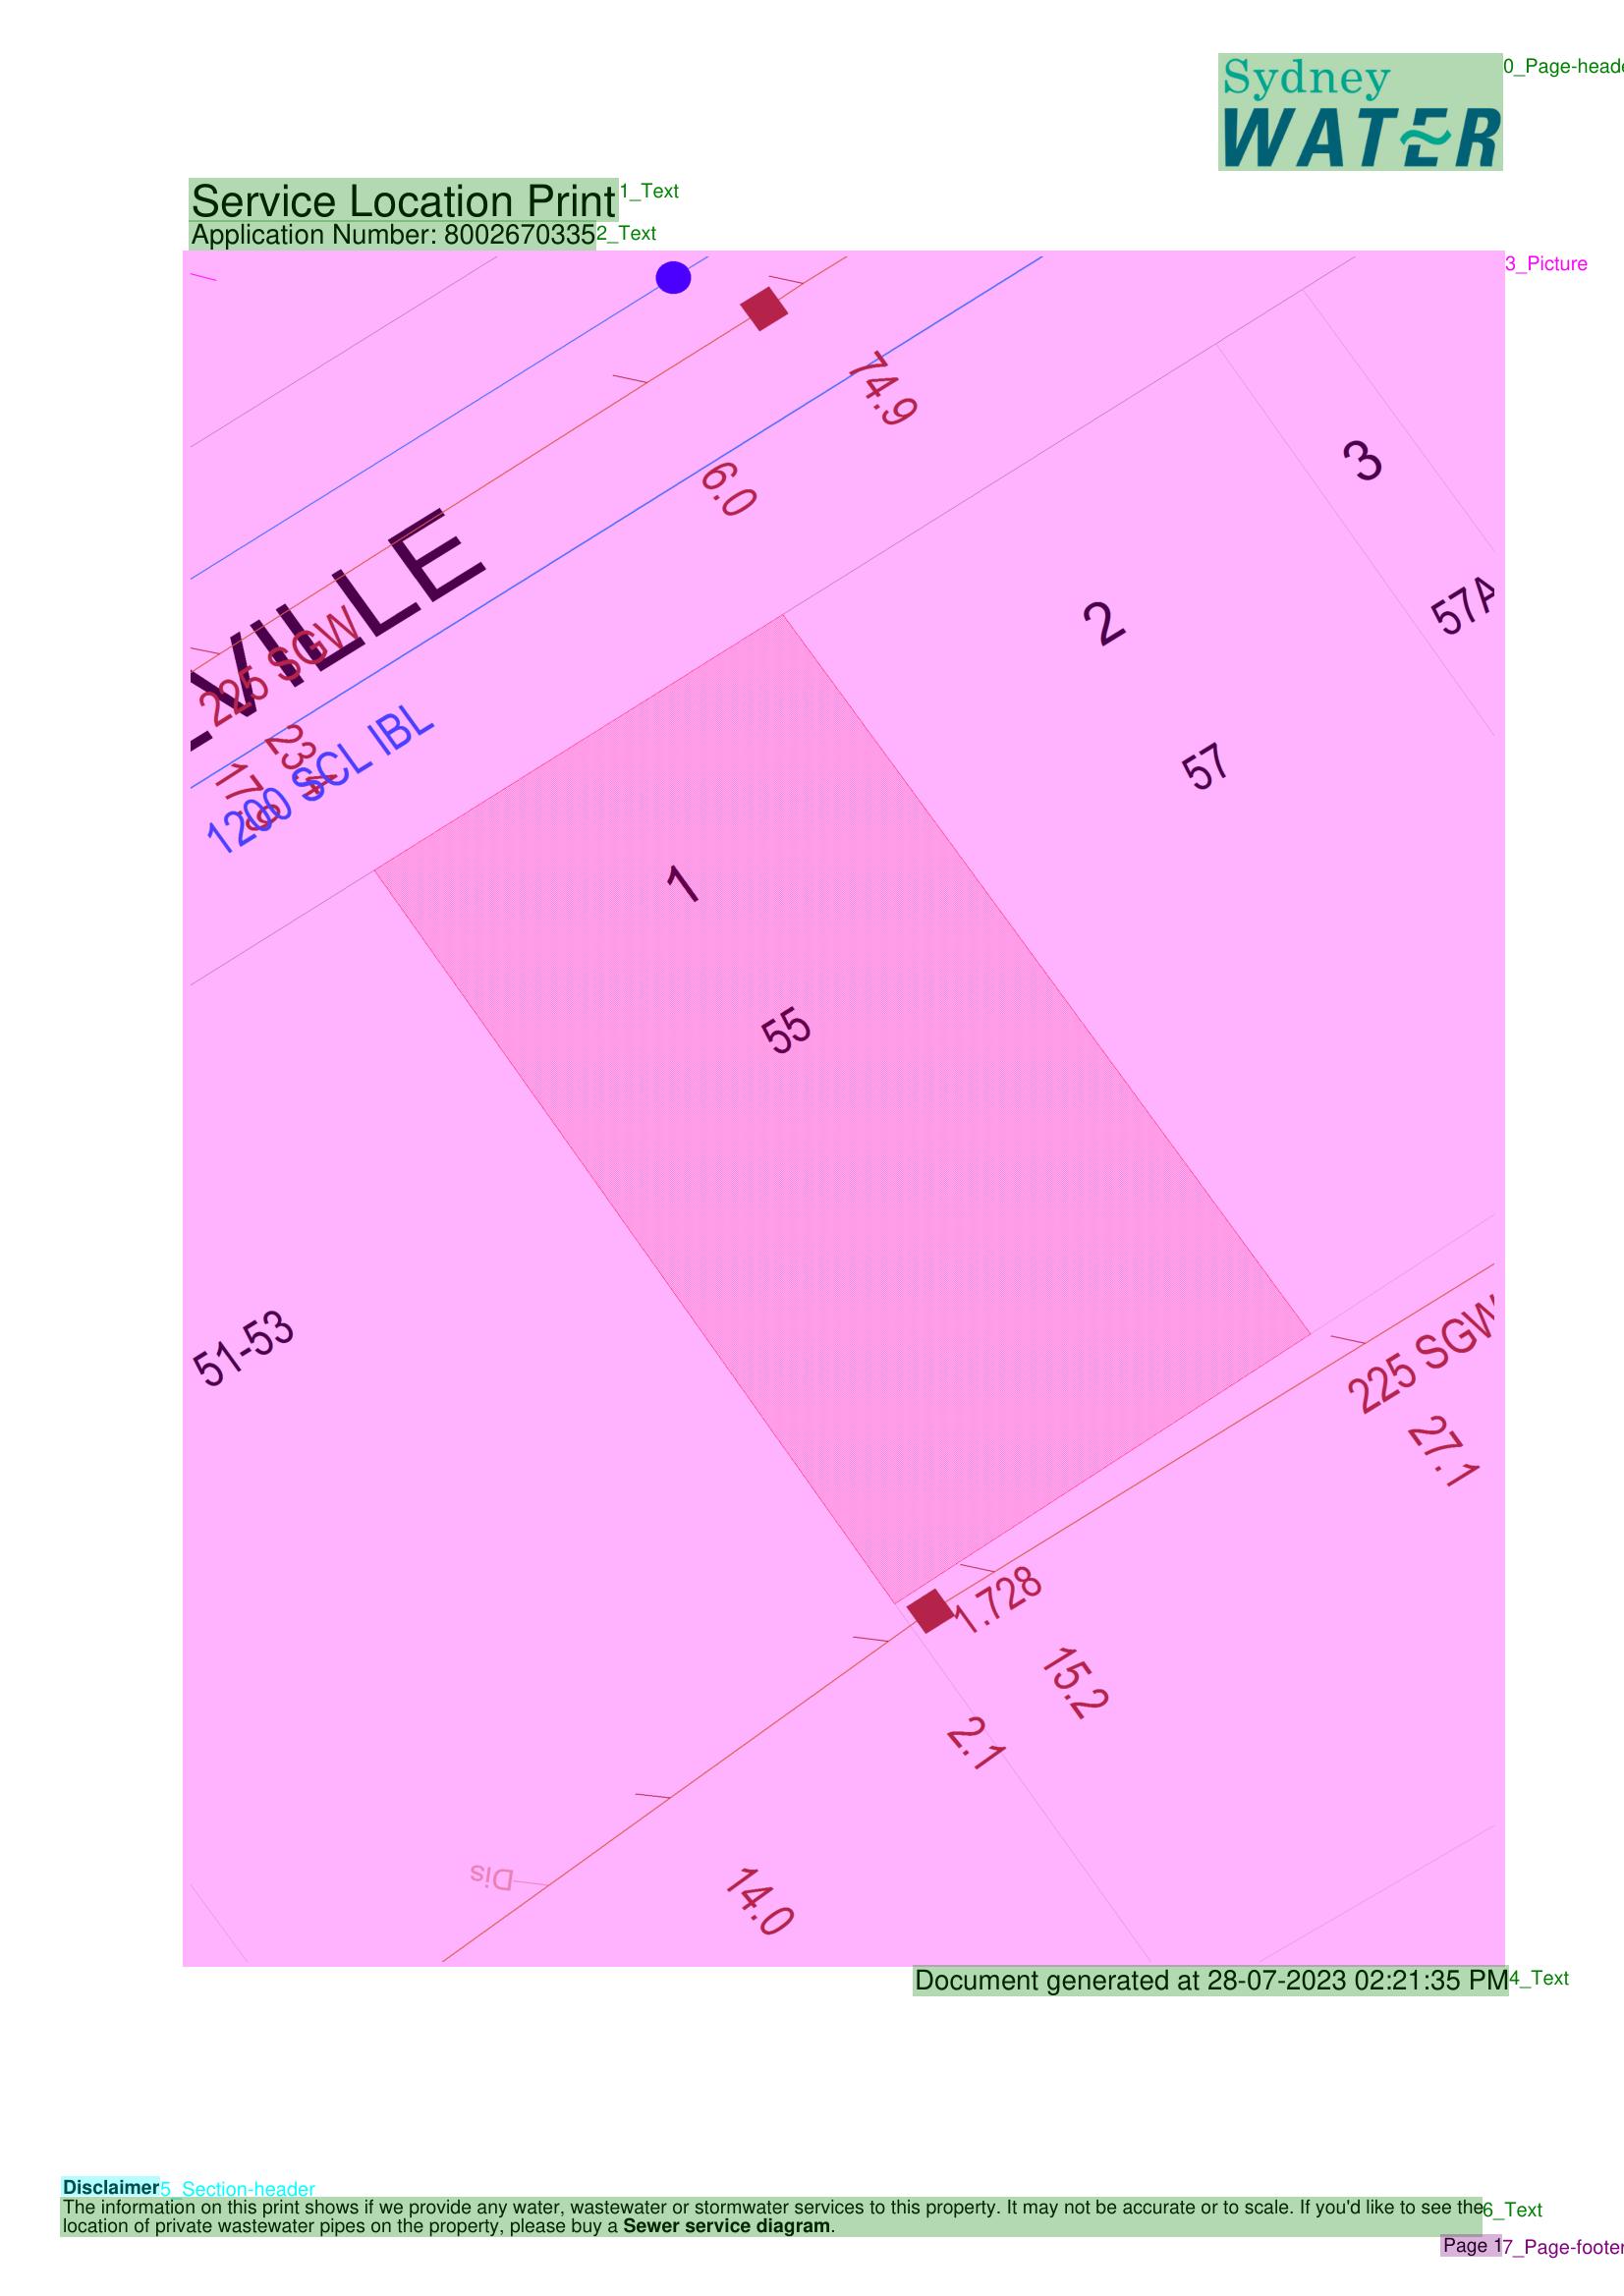 Sydney
WATER
0_Page-heade
Service Location Print
1_Text
Application Number: 8002670335
2_Text
3_Picture
74.9
6.0
3
57A
2
VILLE
225 SGW
57
23.4
17.8
1200 SCL IBL
1
55
51-53
225 SGW
27.1
1.728
15.2
2.1
Dis
14.0
Document generated at 28-07-2023 02:21:35 PM
4_Text
Disclaimer
5_Section-header
The information on this print shows if we provide any water, wastewater or stormwater services to this property. It may not be accurate or to scale. If you'd like to see the
6_Text
location of private wastewater pipes on the property, please buy a Sewer service diagram.
Page 1
7_Page-footer